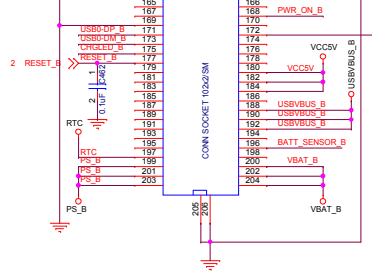 165 166
167 168 PWR_ON_B
169 170
USB0-DP_B 171 172
USB0-DM_B 173 174
CHGLED_B 175 176
2 RESET_B RESET_B 177 178
179 180 VCC5V VCC5V
181 182
183 184
185 186
187 188 USBVBUS_B
189 190 USBVBUS_B
191 192 USBVBUS_B
193 194
195 196 BATT_SENSOR_B
RTC 197 198
PS_B 199 200 VBAT_B
PS_B 201 202
PS_B 203 204
USBVBUS_B
1
C462
2
0.1uF
RTC
CONN SOCKET 102x2/SM
PS_B
VBAT_B
205
206